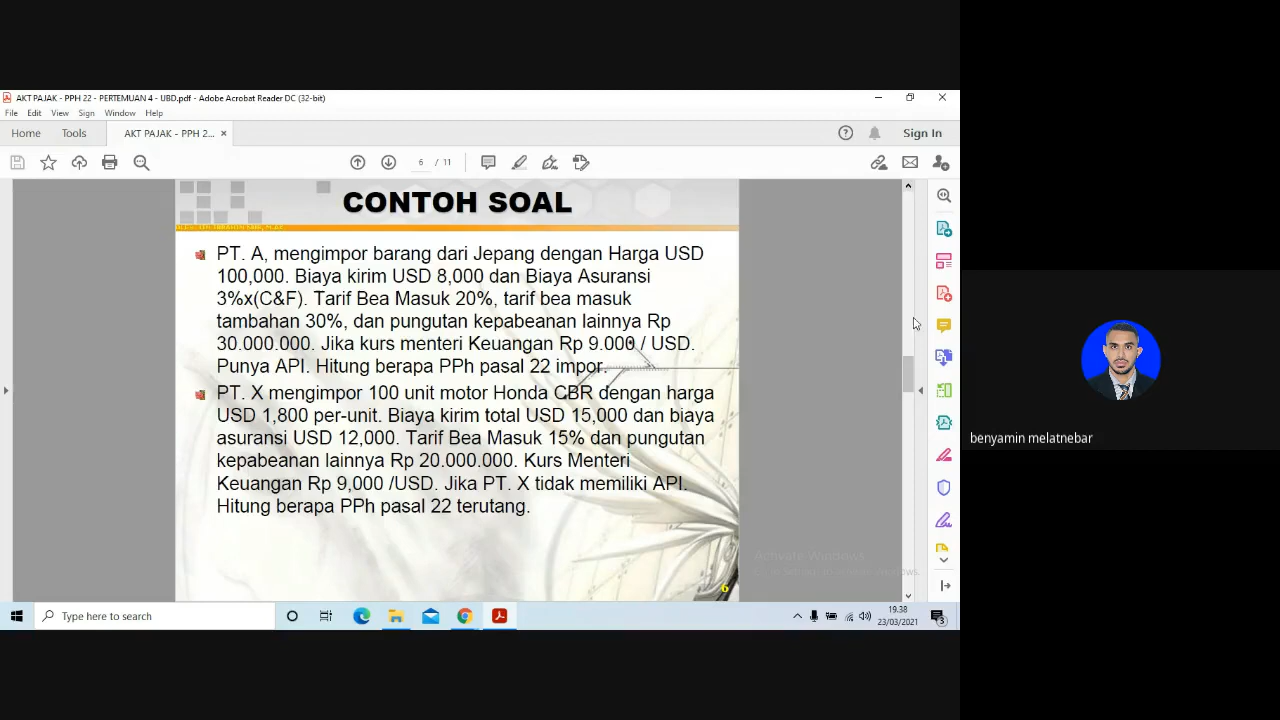 AKT PAJAK - PPH 22 - PERTEMUAN 4 - UBD.pdf - Adobe Acrobat Reader DC (32-bit)
File Edit View Sign Window Help
Home Tools AKT PAJAK - PPH 2... × Sign In
6 / 11
CONTOH SOAL
PT. A, mengimpor barang dari Jepang dengan Harga USD
100,000. Biaya kirim USD 8,000 dan Biaya Asuransi
3%x(C&F). Tarif Bea Masuk 20%, tarif bea masuk
tambahan 30%, dan pungutan kepabeanan lainnya Rp
30.000.000. Jika kurs menteri Keuangan Rp 9.000 / USD.
Punya API. Hitung berapa PPh pasal 22 impor.
PT. X mengimpor 100 unit motor Honda CBR dengan harga
USD 1,800 per-unit. Biaya kirim total USD 15,000 dan biaya
asuransi USD 12,000. Tarif Bea Masuk 15% dan pungutan
kepabeanan lainnya Rp 20.000.000. Kurs Menteri
Keuangan Rp 9,000 /USD. Jika PT. X tidak memiliki API.
Hitung berapa PPh pasal 22 terutang.
benyamin melatnebar
Activate Windows
6
Type here to search
19.38
23/03/2021
3